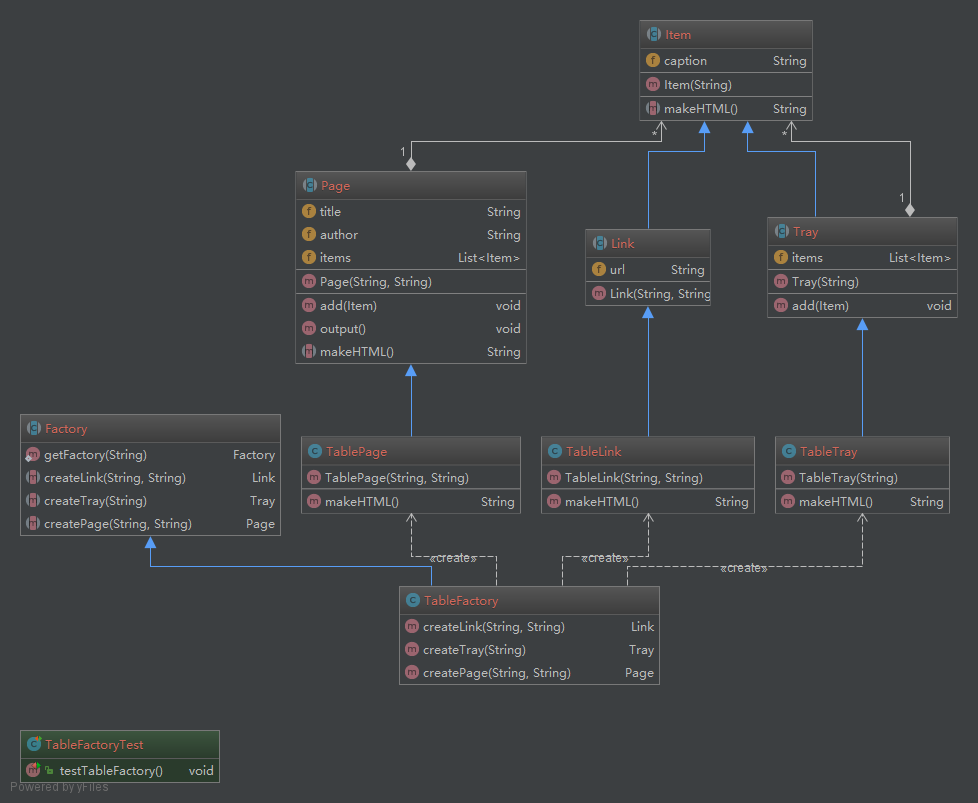 Item
caption String
Item(String)
makeHTML() String
* *
1
1
Page
title String
author String
items List<Item>
Page(String, String)
add(Item) void
output() void
makeHTML() String
Link
url String
Link(String, String
Tray
items List<Item>
Tray(String)
add(Item) void
Factory
getFactory(String) Factory
createLink(String, String) Link
createTray(String) Tray
createPage(String, String) Page
TablePage
TablePage(String, String)
makeHTML() String
TableLink
TableLink(String, String)
makeHTML() String
TableTray
TableTray(String)
makeHTML() String
«create»
«create»
«create»
TableFactory
createLink(String, String) Link
createTray(String) Tray
createPage(String, String) Page
TableFactoryTest
testTableFactory() void
Powered by yFiles